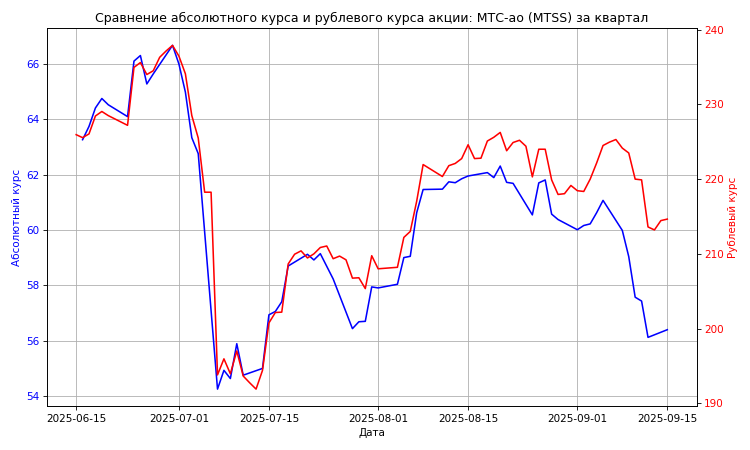 Сравнение абсолютного курса и рублевого курса акции: МТС-ао (MTSS) за квартал
240
66
230
64
62
220
Абсолютный курс
Рублевый курс
60
210
58
200
56
54
190
2025-06-15 2025-07-01 2025-07-15 2025-08-01 2025-08-15 2025-09-01 2025-09-15
Дата